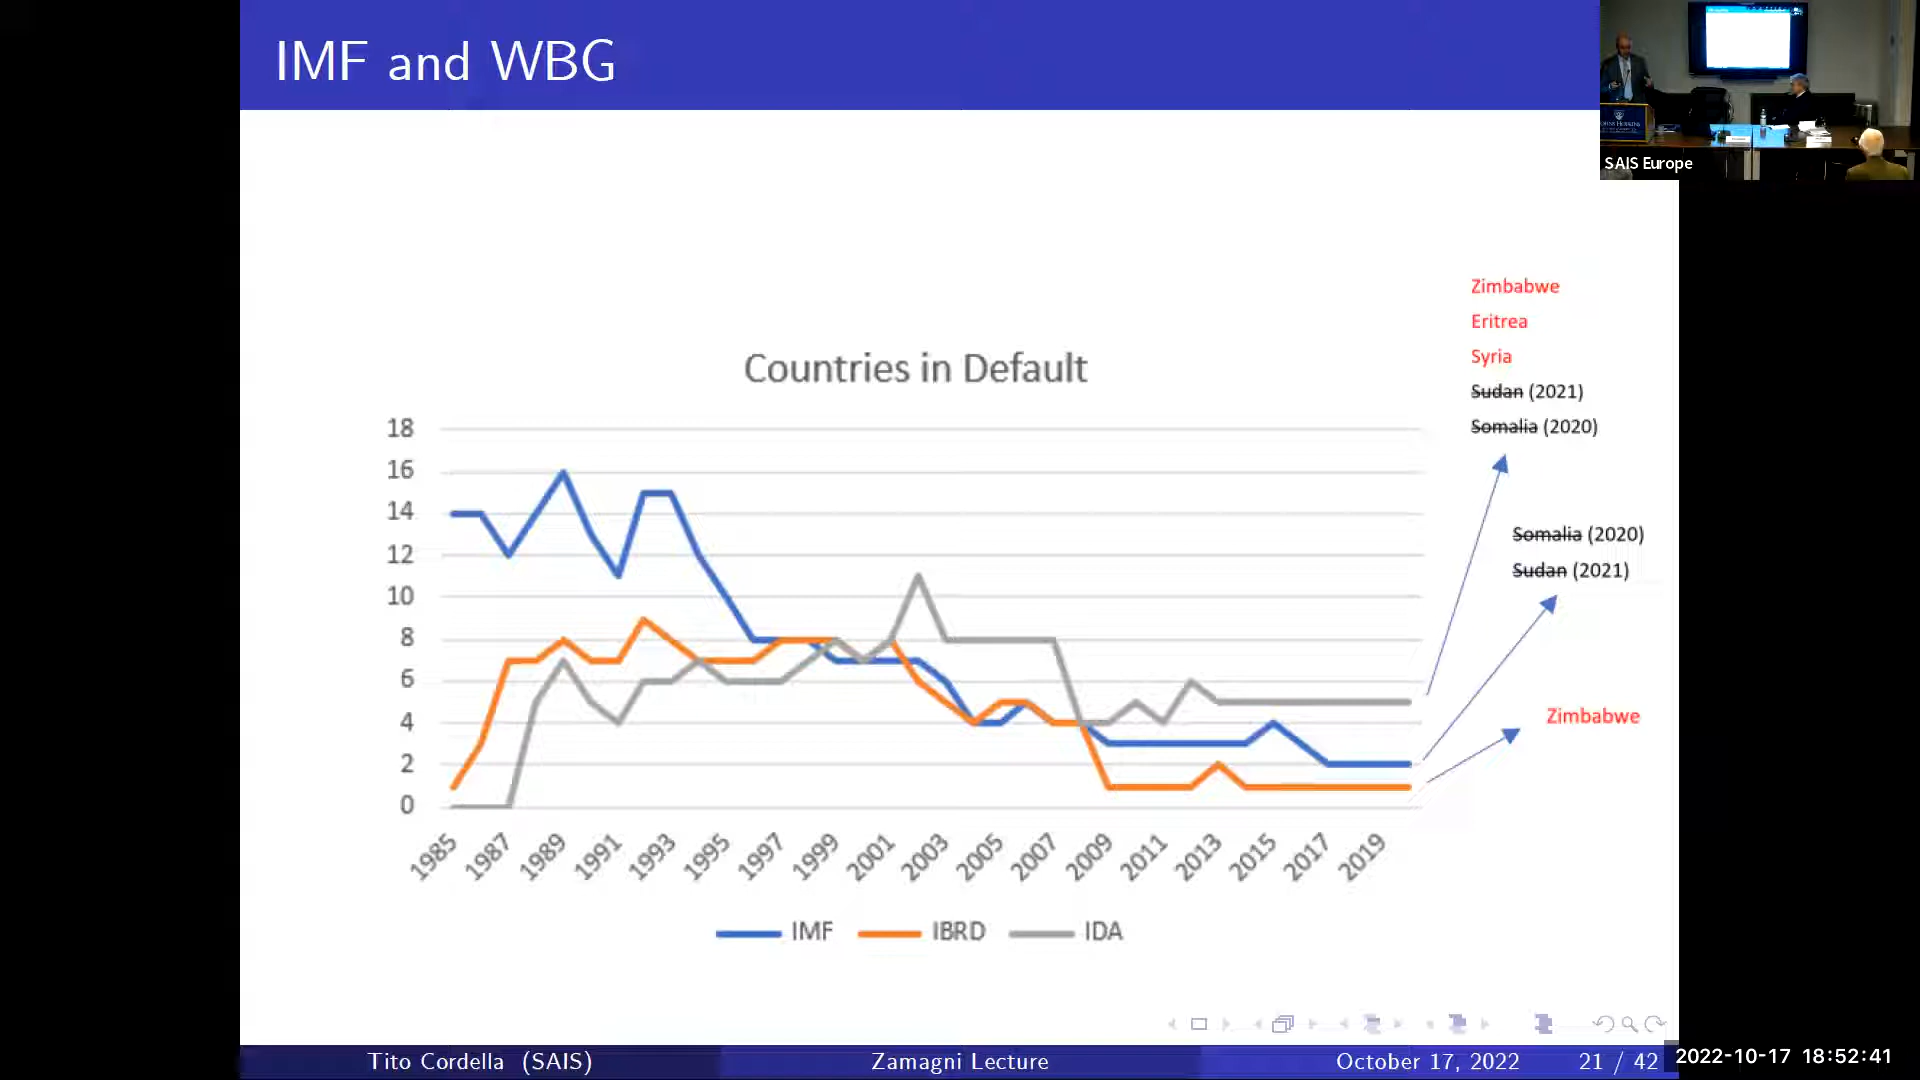 IMF and WBG
SAIS Europe
Zimbabwe
Eritrea
Syria
Sudan (2021)
Somalia (2020)
Countries in Default
18
16
14
12
10
8
6
4
2
0
Somalia (2020)
Sudan (2021)
Zimbabwe
1985 1987 1989 1991 1993 1995 1997 1999 2001 2003 2005 2007 2009 2011 2013 2015 2017 2019
IMF IBRD IDA
Tito Cordella (SAIS) Zamagni Lecture October 17, 2022 21 / 42
2022-10-17 18:52:41